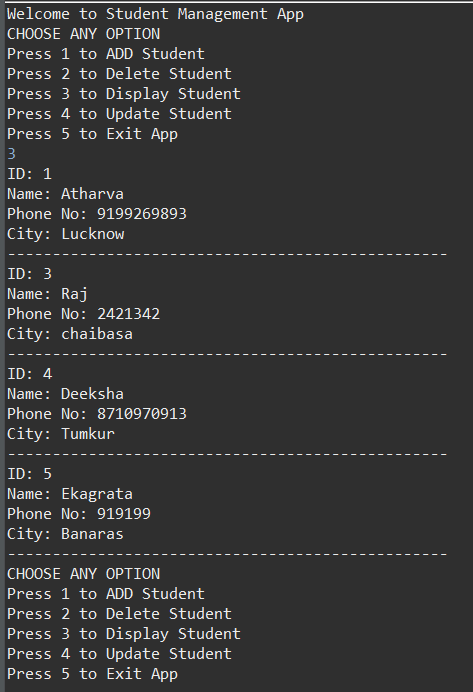 Welcome to Student Management App
CHOOSE ANY OPTION
Press 1 to ADD Student
Press 2 to Delete Student
Press 3 to Display Student
Press 4 to Update Student
Press 5 to Exit App
3
ID: 1
Name: Atharva
Phone No: 9199269893
City: Lucknow
-------------------------------------------------
ID: 3
Name: Raj
Phone No: 2421342
City: chaibasa
-------------------------------------------------
ID: 4
Name: Deeksha
Phone No: 8710970913
City: Tumkur
-------------------------------------------------
ID: 5
Name: Ekagrata
Phone No: 919199
City: Banaras
-------------------------------------------------
CHOOSE ANY OPTION
Press 1 to ADD Student
Press 2 to Delete Student
Press 3 to Display Student
Press 4 to Update Student
Press 5 to Exit App